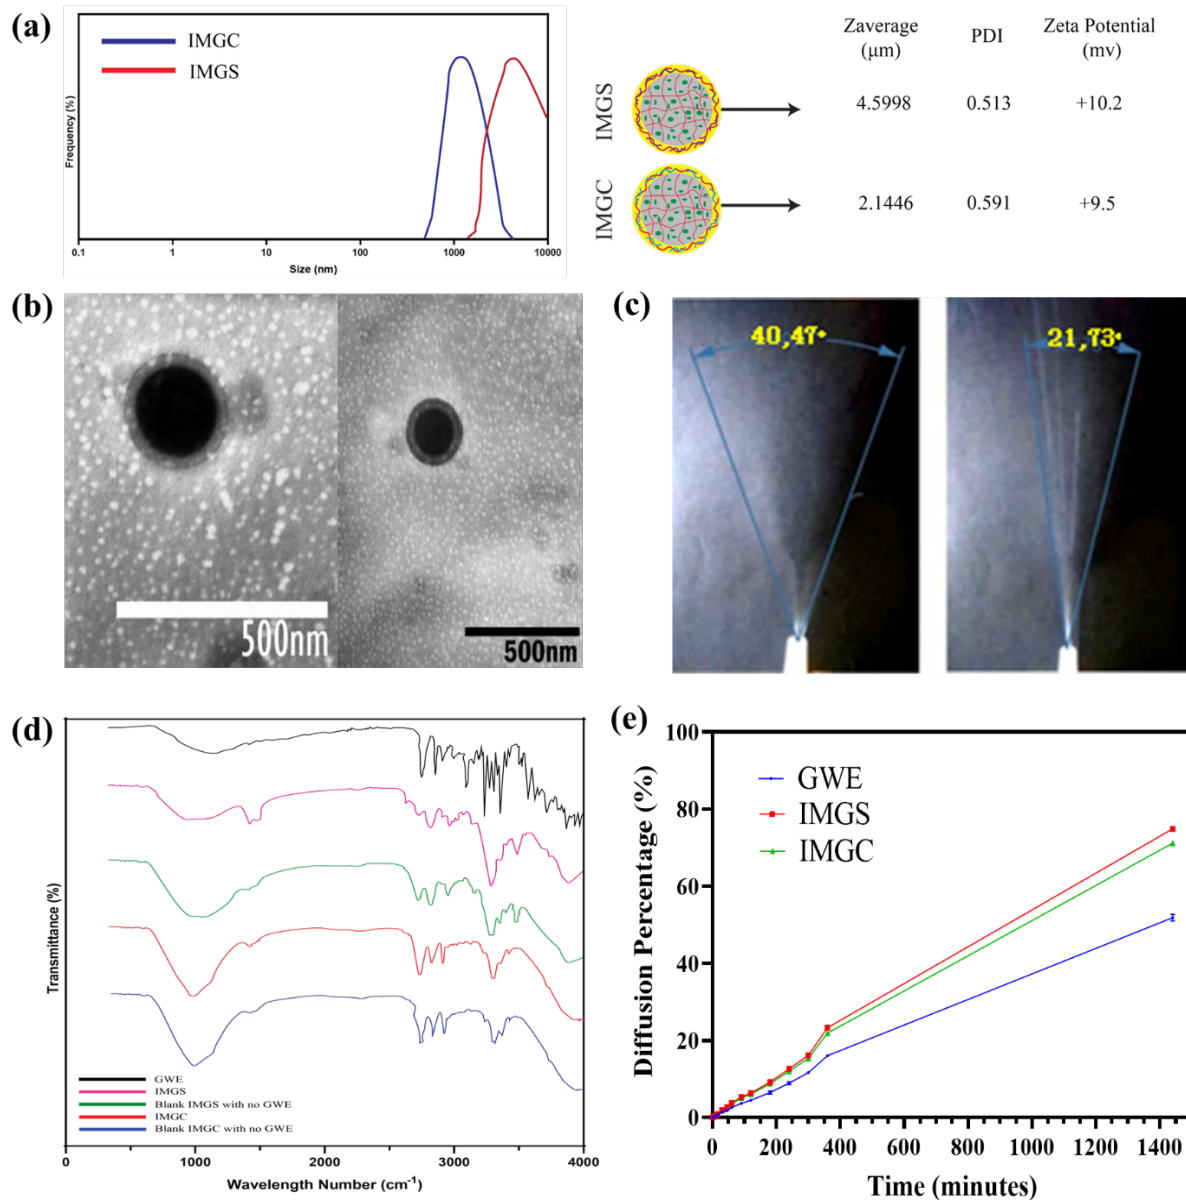 (a)
IMGC
IMGS
Frequency (%)
0.1
1
10
100
1000
10000
Size (nm)
Zaverage
(μm)
PDI
Zeta Potential
(mv)
IMGS
4.5998
0.513
+10.2
IMGC
2.1446
0.591
+9.5
(b)
500nm
500nm
(c)
40,47°
21,73°
(d)
Transmittance (%)
GWE
IMGS
Blank IMGS with no GWE
IMGC
Blank IMGC with no GWE
0
1000
2000
3000
4000
Wavelength Number (cm-1)
(e)
Diffusion Percentage (%)
100
80
60
40
20
0
GWE
IMGS
IMGC
0
200
400
600
800
1000
1200
1400
Time (minutes)